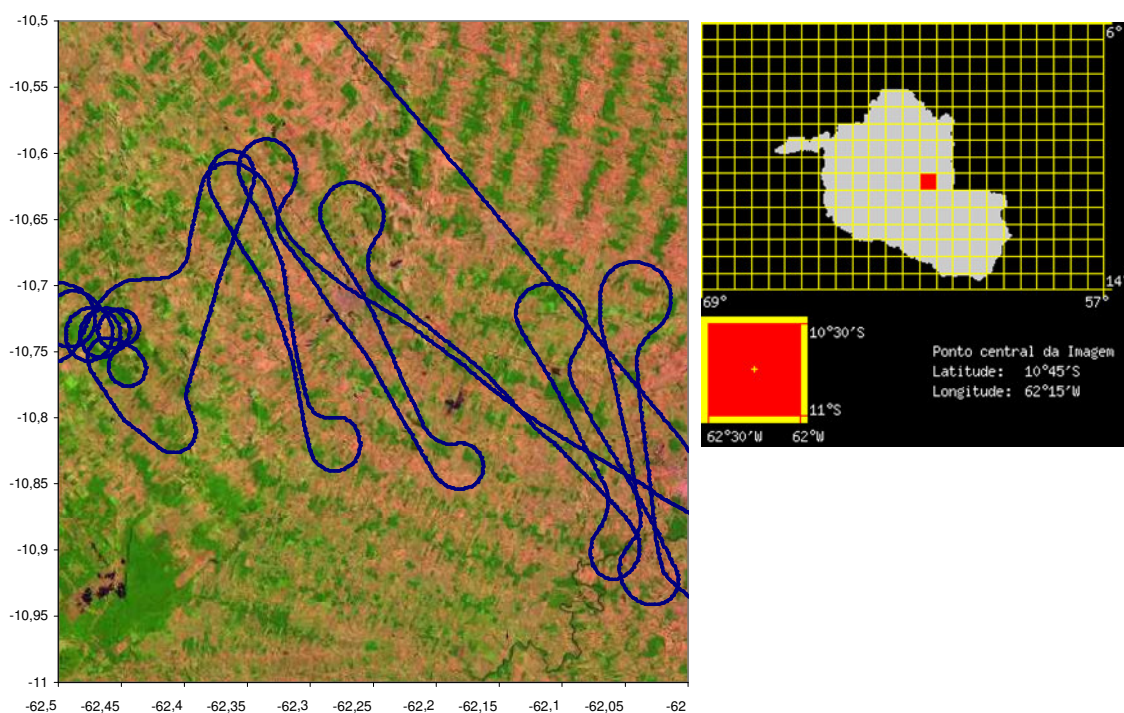 -10,5
-10,55
-10,6
-10,65
-10,7
-10,75
-10,8
-10,85
-10,9
-10,95
-11
-62,5 -62,45 -62,4 -62,35 -62,3 -62,25 -62,2 -62,15 -62,1 -62,05 -62
6°
14°
69° 57°
10°30'S
11°S
62°30'W 62°W
Ponto central da Imagem
Latitude: 10°45'S
Longitude: 62°15'W